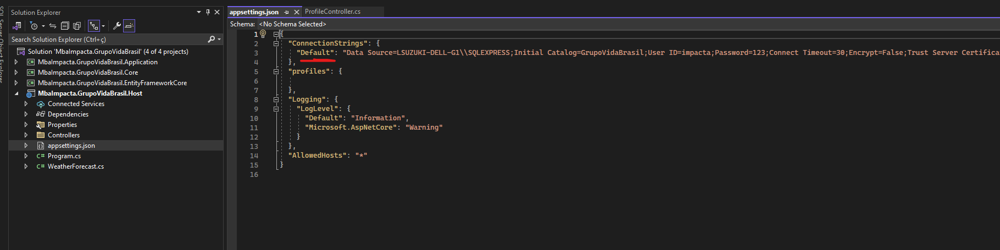 SQL Server Object Explorer
Solution Explorer
Search Solution Explorer (Ctrl+ç)
Solution 'MbaImpacta.GrupoVidaBrasil' (4 of 4 projects)
MbaImpacta.GrupoVidaBrasil.Application
MbaImpacta.GrupoVidaBrasil.Core
MbaImpacta.GrupoVidaBrasil.EntityFrameworkCore
MbaImpacta.GrupoVidaBrasil.Host
Connected Services
Dependencies
Properties
Controllers
appsettings.json
C# Program.cs
C# WeatherForecast.cs
appsettings.json ProfileController.cs
Schema: <No Schema Selected>
1 {
2 "ConnectionStrings": {
3 "Default": "Data Source=LSUZUKI-DELL-G1\\SQLEXPRESS;Initial Catalog=GrupoVidaBrasil;User ID=impacta;Password=123;Connect Timeout=30;Encrypt=False;Trust Server Certifica
4 },
5 "profiles": {
6
7 },
8 "Logging": {
9 "LogLevel": {
10 "Default": "Information",
11 "Microsoft.AspNetCore": "Warning"
12 }
13 },
14 "AllowedHosts": "*"
15 }
16